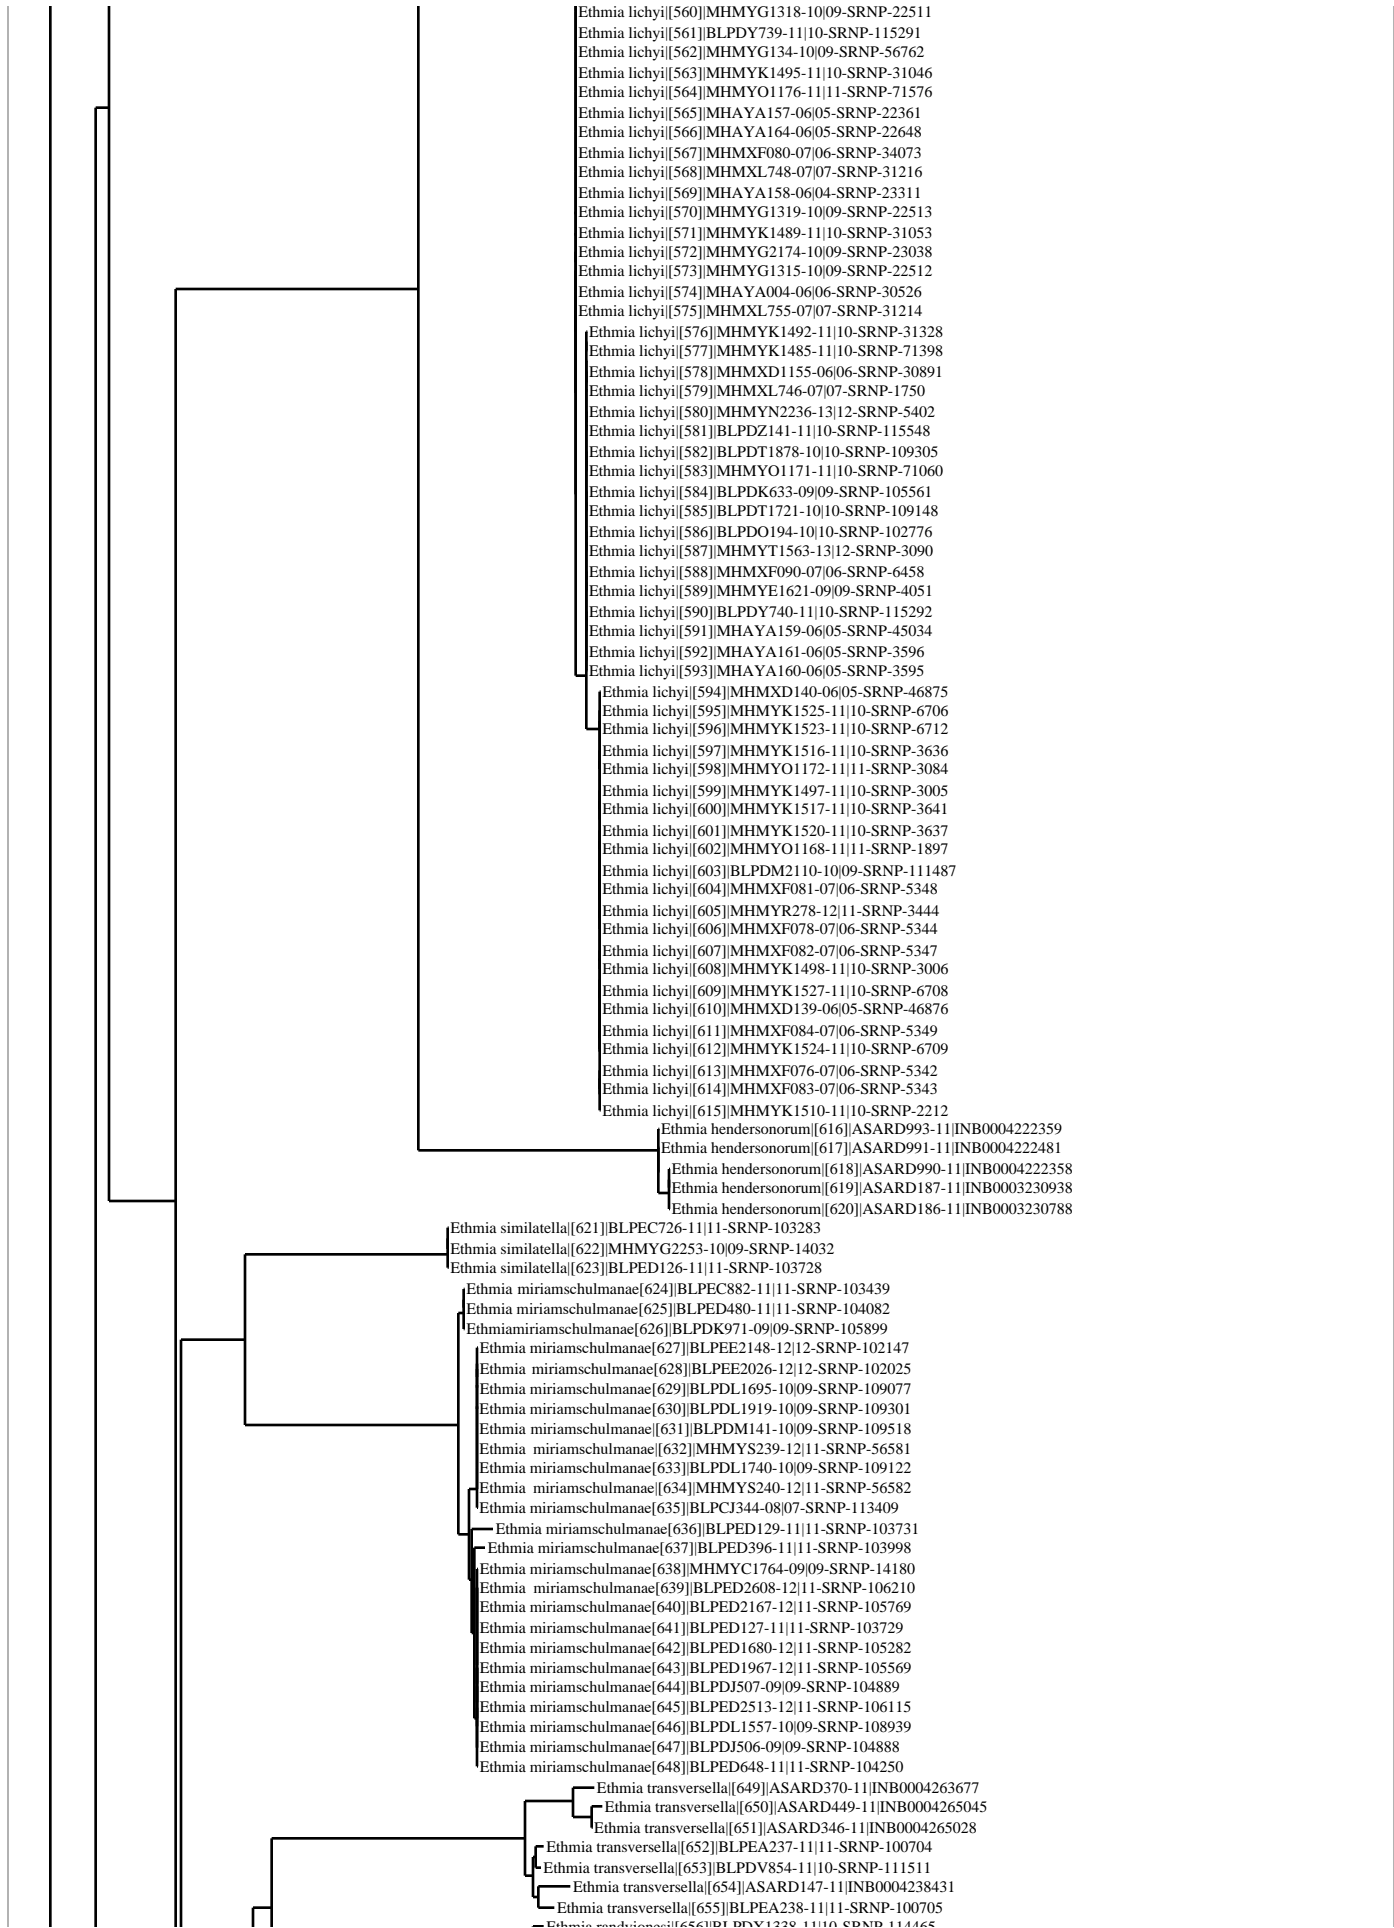 Ethmia lichyi|[560]|MHMYG1318-10|09-SRNP-22511
Ethmia lichyi|[561]|BLPDY739-11|10-SRNP-115291
Ethmia lichyi|[562]|MHMYG134-10|09-SRNP-56762
Ethmia lichyi|[563]|MHMYK1495-11|10-SRNP-31046
Ethmia lichyi|[564]|MHMYO1176-11|11-SRNP-71576
Ethmia lichyi|[565]|MHAYA157-06|05-SRNP-22361
Ethmia lichyi|[566]|MHAYA164-06|05-SRNP-22648
Ethmia lichyi|[567]|MHMXF080-07|06-SRNP-34073
Ethmia lichyi|[568]|MHMXL748-07|07-SRNP-31216
Ethmia lichyi|[569]|MHAYA158-06|04-SRNP-23311
Ethmia lichyi|[570]|MHMYG1319-10|09-SRNP-22513
Ethmia lichyi|[571]|MHMYK1489-11|10-SRNP-31053
Ethmia lichyi|[572]|MHMYG2174-10|09-SRNP-23038
Ethmia lichyi|[573]|MHMYG1315-10|09-SRNP-22512
Ethmia lichyi|[574]|MHAYA004-06|06-SRNP-30526
Ethmia lichyi|[575]|MHMXL755-07|07-SRNP-31214
Ethmia lichyi|[576]|MHMYK1492-11|10-SRNP-31328
Ethmia lichyi|[577]|MHMYK1485-11|10-SRNP-71398
Ethmia lichyi|[578]|MHMXD1155-06|06-SRNP-30891
Ethmia lichyi|[579]|MHMXL746-07|07-SRNP-1750
Ethmia lichyi|[580]|MHMYN2236-13|12-SRNP-5402
Ethmia lichyi|[581]|BLPDZ141-11|10-SRNP-115548
Ethmia lichyi|[582]|BLPDT1878-10|10-SRNP-109305
Ethmia lichyi|[583]|MHMYO1171-11|10-SRNP-71060
Ethmia lichyi|[584]|BLPDK633-09|09-SRNP-105561
Ethmia lichyi|[585]|BLPDT1721-10|10-SRNP-109148
Ethmia lichyi|[586]|BLPDO194-10|10-SRNP-102776
Ethmia lichyi|[587]|MHMYT1563-13|12-SRNP-3090
Ethmia lichyi|[588]|MHMXF090-07|06-SRNP-6458
Ethmia lichyi|[589]|MHMYE1621-09|09-SRNP-4051
Ethmia lichyi|[590]|BLPDY740-11|10-SRNP-115292
Ethmia lichyi|[591]|MHAYA159-06|05-SRNP-45034
Ethmia lichyi|[592]|MHAYA161-06|05-SRNP-3596
Ethmia lichyi|[593]|MHAYA160-06|05-SRNP-3595
Ethmia lichyi|[594]|MHMXD140-06|05-SRNP-46875
Ethmia lichyi|[595]|MHMYK1525-11|10-SRNP-6706
Ethmia lichyi|[596]|MHMYK1523-11|10-SRNP-6712
Ethmia lichyi|[597]|MHMYK1516-11|10-SRNP-3636
Ethmia lichyi|[598]|MHMYO1172-11|11-SRNP-3084
Ethmia lichyi|[599]|MHMYK1497-11|10-SRNP-3005
Ethmia lichyi|[600]|MHMYK1517-11|10-SRNP-3641
Ethmia lichyi|[601]|MHMYK1520-11|10-SRNP-3637
Ethmia lichyi|[602]|MHMYO1168-11|11-SRNP-1897
Ethmia lichyi|[603]|BLPDM2110-10|09-SRNP-111487
Ethmia lichyi|[604]|MHMXF081-07|06-SRNP-5348
Ethmia lichyi|[605]|MHMYR278-12|11-SRNP-3444
Ethmia lichyi|[606]|MHMXF078-07|06-SRNP-5344
Ethmia lichyi|[607]|MHMXF082-07|06-SRNP-5347
Ethmia lichyi|[608]|MHMYK1498-11|10-SRNP-3006
Ethmia lichyi|[609]|MHMYK1527-11|10-SRNP-6708
Ethmia lichyi|[610]|MHMXD139-06|05-SRNP-46876
Ethmia lichyi|[611]|MHMXF084-07|06-SRNP-5349
Ethmia lichyi|[612]|MHMYK1524-11|10-SRNP-6709
Ethmia lichyi|[613]|MHMXF076-07|06-SRNP-5342
Ethmia lichyi|[614]|MHMXF083-07|06-SRNP-5343
Ethmia lichyi|[615]|MHMYK1510-11|10-SRNP-2212
Ethmia hendersonorum|[616]|ASARD993-11|INB0004222359
Ethmia hendersonorum|[617]|ASARD991-11|INB0004222481
Ethmia hendersonorum|[618]|ASARD990-11|INB0004222358
Ethmia hendersonorum|[619]|ASARD187-11|INB0003230938
Ethmia hendersonorum|[620]|ASARD186-11|INB0003230788
Ethmia similatella|[621]|BLPEC726-11|11-SRNP-103283
Ethmia similatella|[622]|MHMYG2253-10|09-SRNP-14032
Ethmia similatella|[623]|BLPED126-11|11-SRNP-103728
Ethmia miriamschulmanae[624]|BLPEC882-11|11-SRNP-103439
Ethmia miriamschulmanae[625]|BLPED480-11|11-SRNP-104082
Ethmiamiriamschulmanae[626]|BLPDK971-09|09-SRNP-105899
Ethmia miriamschulmanae[627]|BLPEE2148-12|12-SRNP-102147
Ethmia miriamschulmanae[628]|BLPEE2026-12|12-SRNP-102025
Ethmia miriamschulmanae[629]|BLPDL1695-10|09-SRNP-109077
Ethmia miriamschulmanae[630]|BLPDL1919-10|09-SRNP-109301
Ethmia miriamschulmanae|[631]|BLPDM141-10|09-SRNP-109518
Ethmia miriamschulmanae|[632]|MHMYS239-12|11-SRNP-56581
Ethmia miriamschulmanae[633]|BLPDL1740-10|09-SRNP-109122
Ethmia miriamschulmanae|[634]|MHMYS240-12|11-SRNP-56582
Ethmia miriamschulmanae[635]|BLPCJ344-08|07-SRNP-113409
Ethmia miriamschulmanae[636]|BLPED129-11|11-SRNP-103731
Ethmia miriamschulmanae[637]|BLPED396-11|11-SRNP-103998
Ethmia miriamschulmanae[638]|MHMYC1764-09|09-SRNP-14180
Ethmia miriamschulmanae[639]|BLPED2608-12|11-SRNP-106210
Ethmia miriamschulmanae[640]|BLPED2167-12|11-SRNP-105769
Ethmia miriamschulmanae[641]|BLPED127-11|11-SRNP-103729
Ethmia miriamschulmanae[642]|BLPED1680-12|11-SRNP-105282
Ethmia miriamschulmanae[643]|BLPED1967-12|11-SRNP-105569
Ethmia miriamschulmanae[644]|BLPDJ507-09|09-SRNP-104889
Ethmia miriamschulmanae[645]|BLPED2513-12|11-SRNP-106115
Ethmia miriamschulmanae[646]|BLPDL1557-10|09-SRNP-108939
Ethmia miriamschulmanae[647]|BLPDJ506-09|09-SRNP-104888
Ethmia miriamschulmanae[648]|BLPED648-11|11-SRNP-104250
Ethmia transversella|[649]|ASARD370-11|INB0004263677
Ethmia transversella|[650]|ASARD449-11|INB0004265045
Ethmia transversella|[651]|ASARD346-11|INB0004265028
Ethmia transversella|[652]|BLPEA237-11|11-SRNP-100704
Ethmia transversella|[653]|BLPDV854-11|10-SRNP-111511
Ethmia transversella|[654]|ASARD147-11|INB0004238431
Ethmia transversella|[655]|BLPEA238-11|11-SRNP-100705
Ethmia randyjonesi|[656]|BLPDY1338-11|10-SRNP-114465